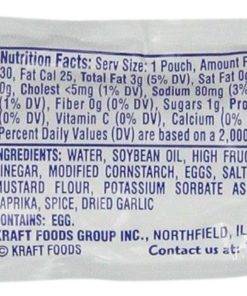 Nutrition Facts: Serv Size: 1 Pouch, Amount P
30, Fat Cal 25, Total Fat 3g (5% DV), Sat Fat 0
0g, Cholest <5mg (1% DV), Sodium 80mg (3%
% DV), Fiber 0g (0% DV), Sugars 1g, Pro
(0% DV), Vitamin C (0% DV), Calcium (0%
Percent Daily Values (DV) are based on a 2,000
INGREDIENTS: WATER, SOYBEAN OIL, HIGH FRU
VINEGAR, MODIFIED CORNSTARCH, EGGS, SAL
MUSTARD FLOUR, POTASSIUM SORBATE AS
PAPRIKA, SPICE, DRIED GARLIC
CONTAINS: EGG.
KRAFT FOODS GROUP INC., NORTHFIELD, IL
© KRAFT FOODS Contact us at: